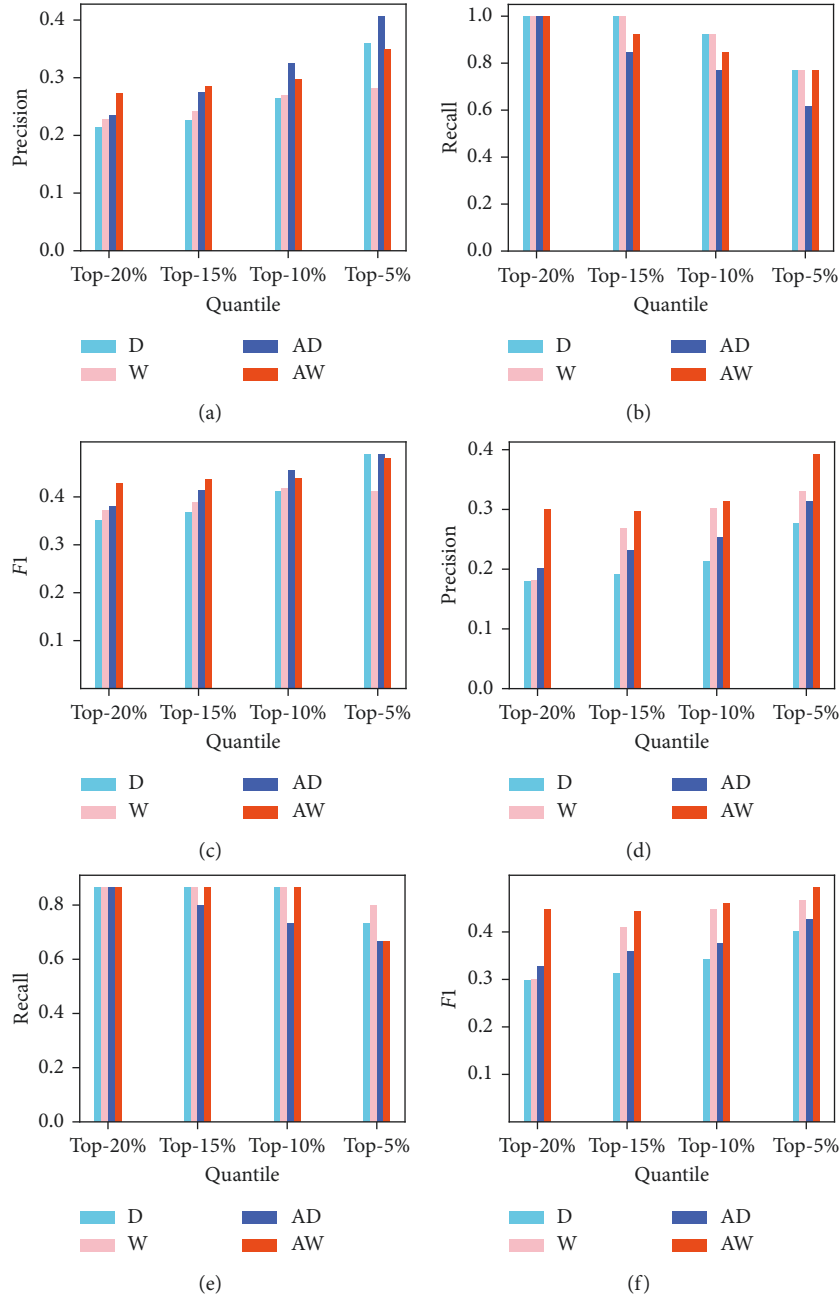 0.4
0.3
0.2
0.1
0.0
Precision
Top-20% Top-15% Top-10% Top-5%
Quantile
D AD
W AW
(a)
1.0
0.8
0.6
0.4
0.2
0.0
Recall
Top-20% Top-15% Top-10% Top-5%
Quantile
D AD
W AW
(b)
0.4
0.3
0.2
0.1
F1
Top-20% Top-15% Top-10% Top-5%
Quantile
D AD
W AW
(c)
0.4
0.3
0.2
0.1
0.0
Precision
Top-20% Top-15% Top-10% Top-5%
Quantile
D AD
W AW
(d)
0.8
0.6
0.4
0.2
0.0
Recall
Top-20% Top-15% Top-10% Top-5%
Quantile
D AD
W AW
(e)
0.4
0.3
0.2
0.1
F1
Top-20% Top-15% Top-10% Top-5%
Quantile
D AD
W AW
(f)